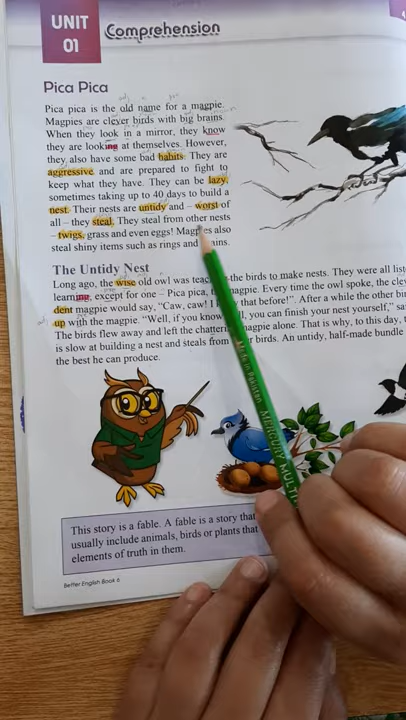 UNIT
01
Comprehension
Pica Pica
Pica pica is the old name for a magpie.
Magpies are clever birds with big brains.
When they look in a mirror, they know
they are looking at themselves. However,
they also have some bad habits. They are
aggressive and are prepared to fight to
keep what they have. They can be lazy,
sometimes taking up to 40 days to build a
nest. Their nests are untidy and – worst of
all – they steal. They steal from other nests
– twigs, grass and even eggs! Magpies also
steal shiny items such as rings and
The Untidy Nest
Long ago, the wise old owl was the birds to make nests. They were all
learning, except for one – Pica pica, magpie. Every time the owl spoke, the
dent magpie would say, "Caw, caw! I that before!". After a while the other
up with the magpie. "Well, if you you can finish your nest yourself,"
The birds flew away and left the magpie alone. That is why, to this day,
is slow at building a nest and steals from birds. An untidy, half-made bundle
the best he can produce.
Made in Pakistan
MERCURY MULTI
This story is a fable. A fable is a story that
usually include animals, birds or plants that
elements of truth in them.
Better English Book 6